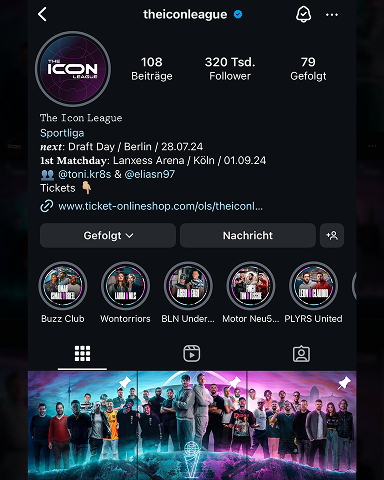 theiconleague
THE
ICON
LEAGUE
108
320 Tsd.
79
Beiträge
Follower
Gefolgt
The Icon League
Sportliga
next: Draft Day / Berlin / 28.07.24
1st Matchday: Lanxess Arena / Köln / 01.09.24
👥 @toni.kr8s & @eliasn97
Tickets 👇🏼
www.ticket-onlineshop.com/ols/theiconl...
Gefolgt
Nachricht
Buzz Club
Wontorriors
BLN Under...
Motor Neu5...
PLYRS United